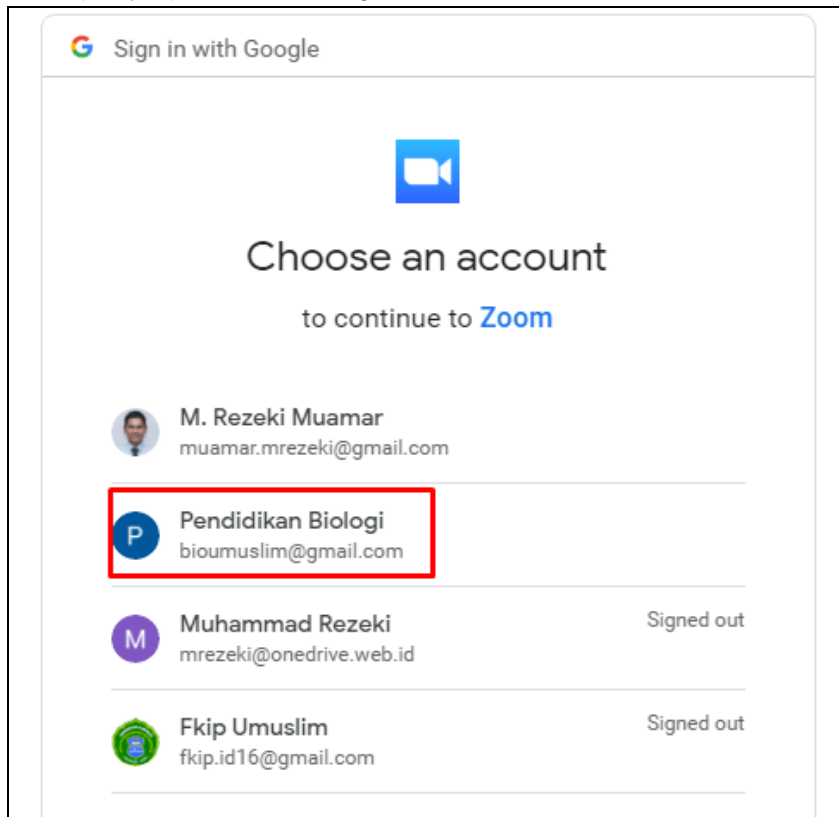 Sign in with Google
Choose an account
to continue to Zoom
M. Rezeki Muamar
muamar.mrezeki@gmail.com
P
Pendidikan Biologi
bioumuslim@gmail.com
M
Muhammad Rezeki
Signed out
mrezeki@onedrive.web.id
Fkip Umuslim
Signed out
fkip.id16@gmail.com